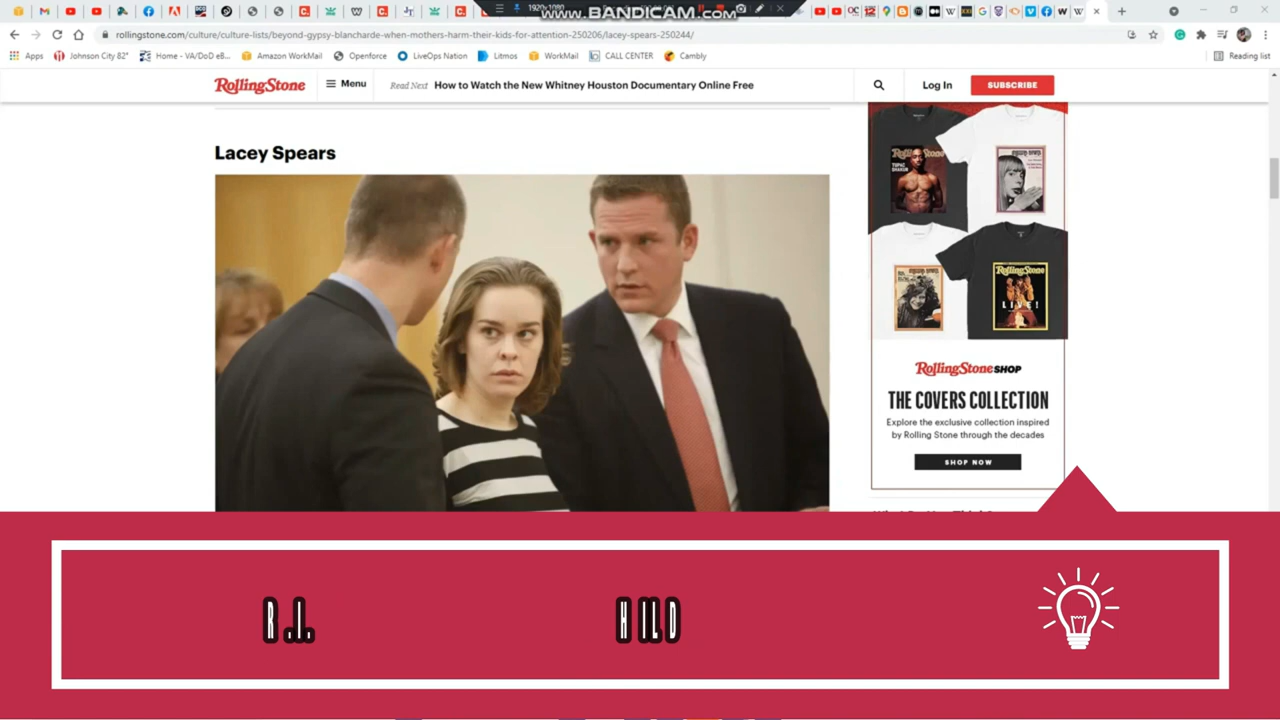 1920x1080
www.BANDICAM.com
rollingstone.com/culture/culture-lists/beyond-gypsy-blancharde-when-mothers-harm-their-kids-for-attention-250206/lacey-spears-250244/
Apps Johnson City 82° Home - VA/DoD eB... Amazon WorkMail Openforce LiveOps Nation Litmos WorkMail CALL CENTER Cambly Reading list
RollingStone Menu Read Next How to Watch the New Whitney Houston Documentary Online Free Log In SUBSCRIBE
Lacey Spears
LIVE!
RollingStone SHOP
THE COVERS COLLECTION
Explore the exclusive collection inspired
by Rolling Stone through the decades
SHOP NOW
R.I. HILD